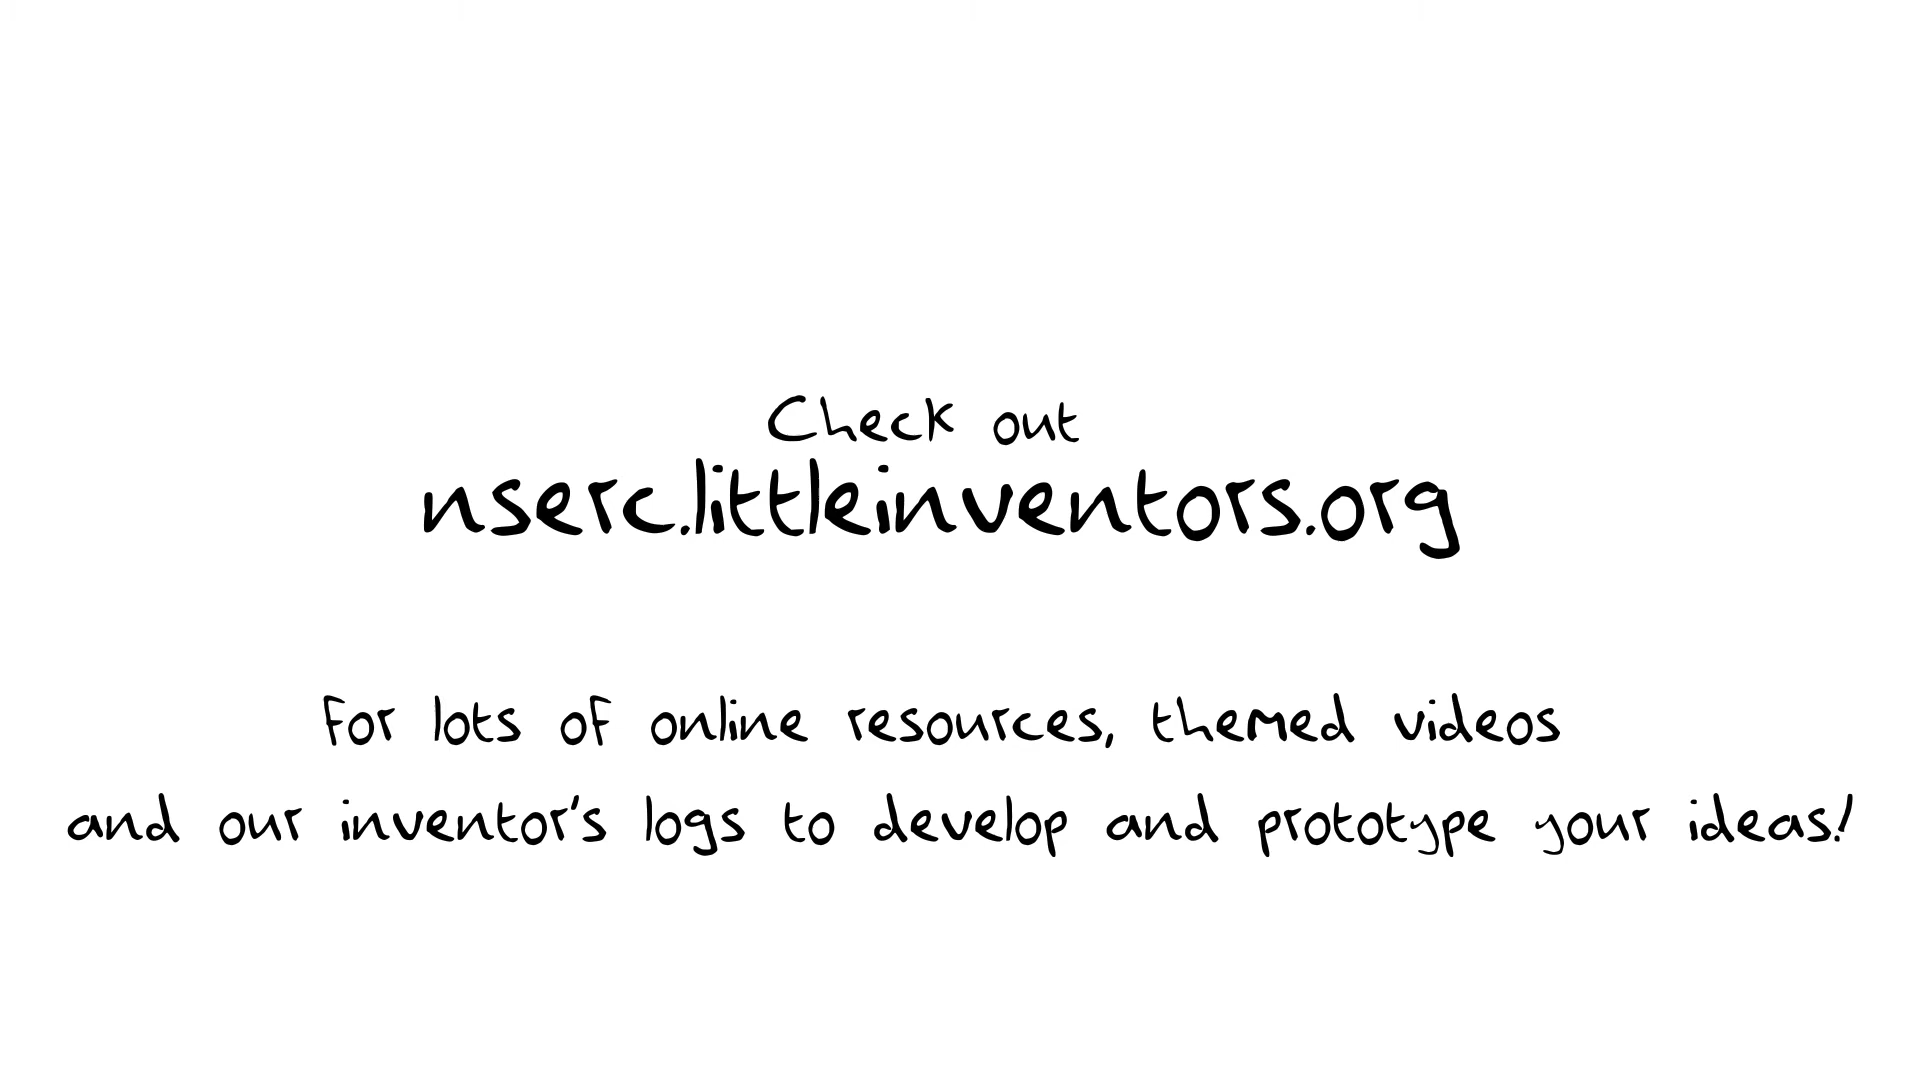 Check out
nserc.littleinventors.org
For lots of online resources, themed videos
and our inventor's logs to develop and prototype your ideas!